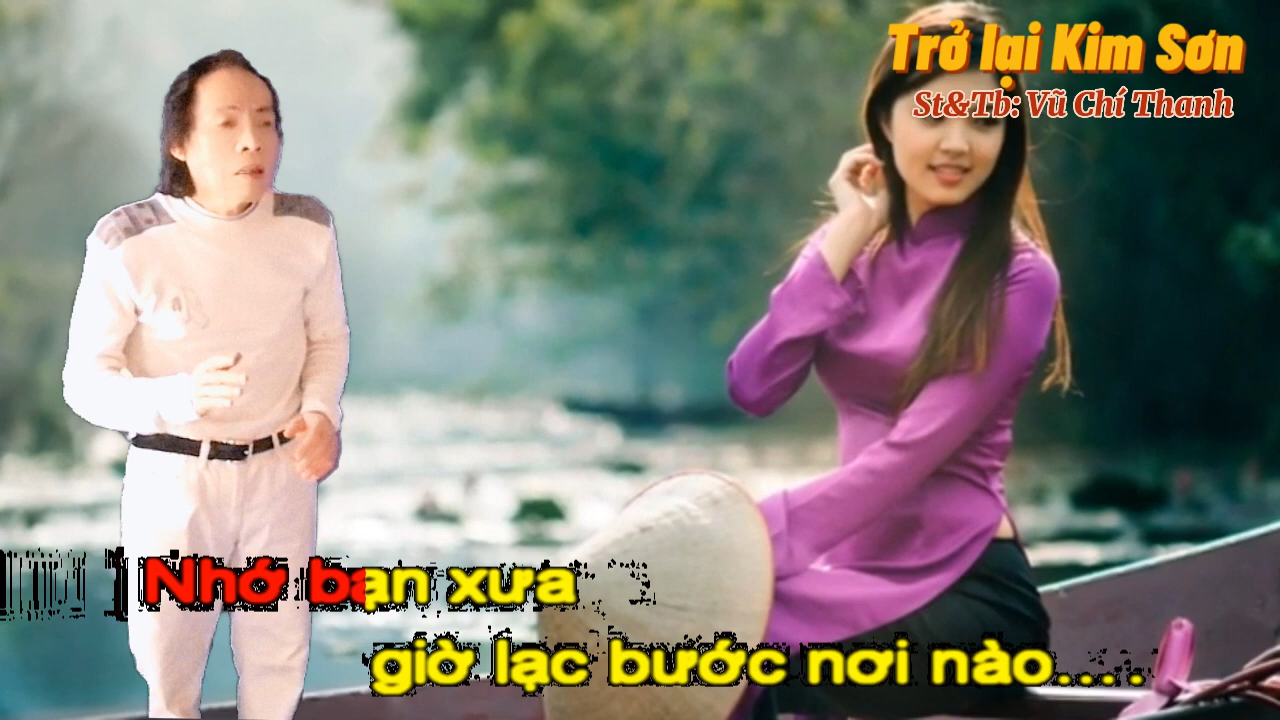 Trở lại Kim Sơn
St&Tb: Vũ Chí Thanh
Nhớ bạn xưa
giờ lạc bước nơi nào....